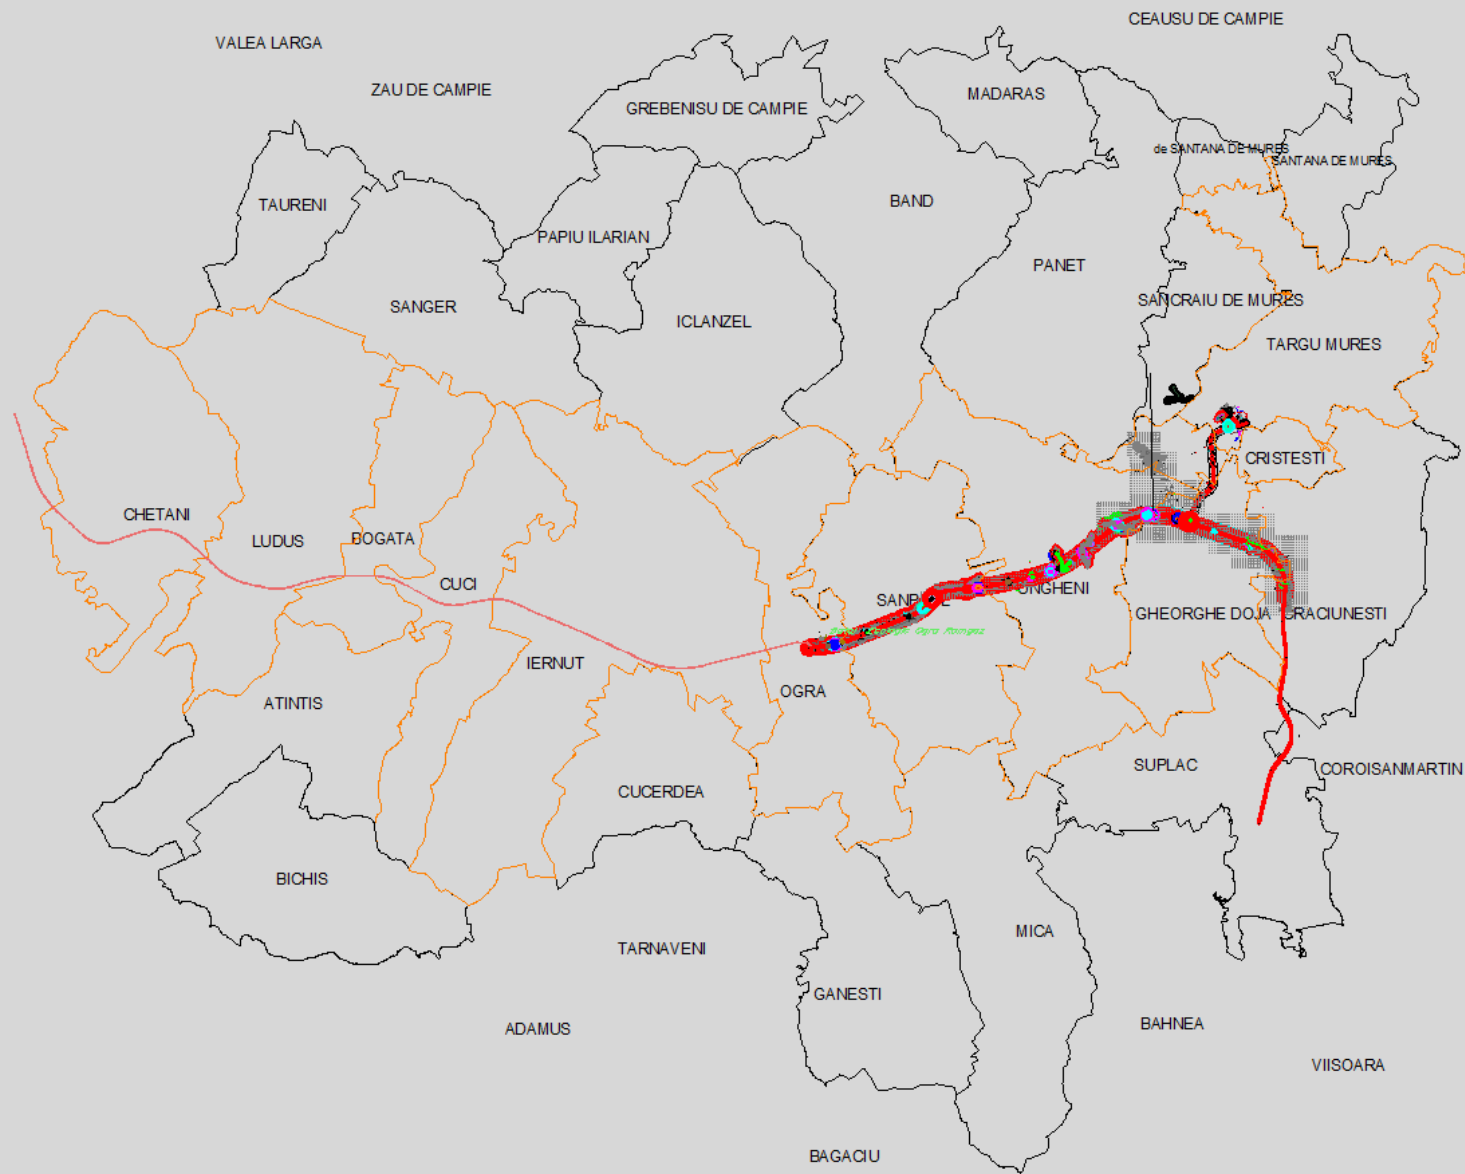 CEAUSU DE CAMPIE
VALEA LARGA
ZAU DE CAMPIE
MADARAS
GREBENISU DE CAMPIE
de SANTANA DE MURES
SANTANA DE MURES
TAURENI
BAND
PAPIU ILARIAN
PANET
SANCRAIU DE MURES
SANGER
ICLANZEL
TARGU MURES
CRISTESTI
CHETANI
LUDUS
BOGATA
CUCI
UNGHENI
GHEORGHE DOJA
CRACIUNESTI
Ogra
IERNUT
OGRA
ATINTIS
SUPLAC
COROISANMARTIN
CUCERDEA
BICHIS
MICA
TARNAVENI
GANESTI
BAHNEA
ADAMUS
VIISOARA
BAGACIU